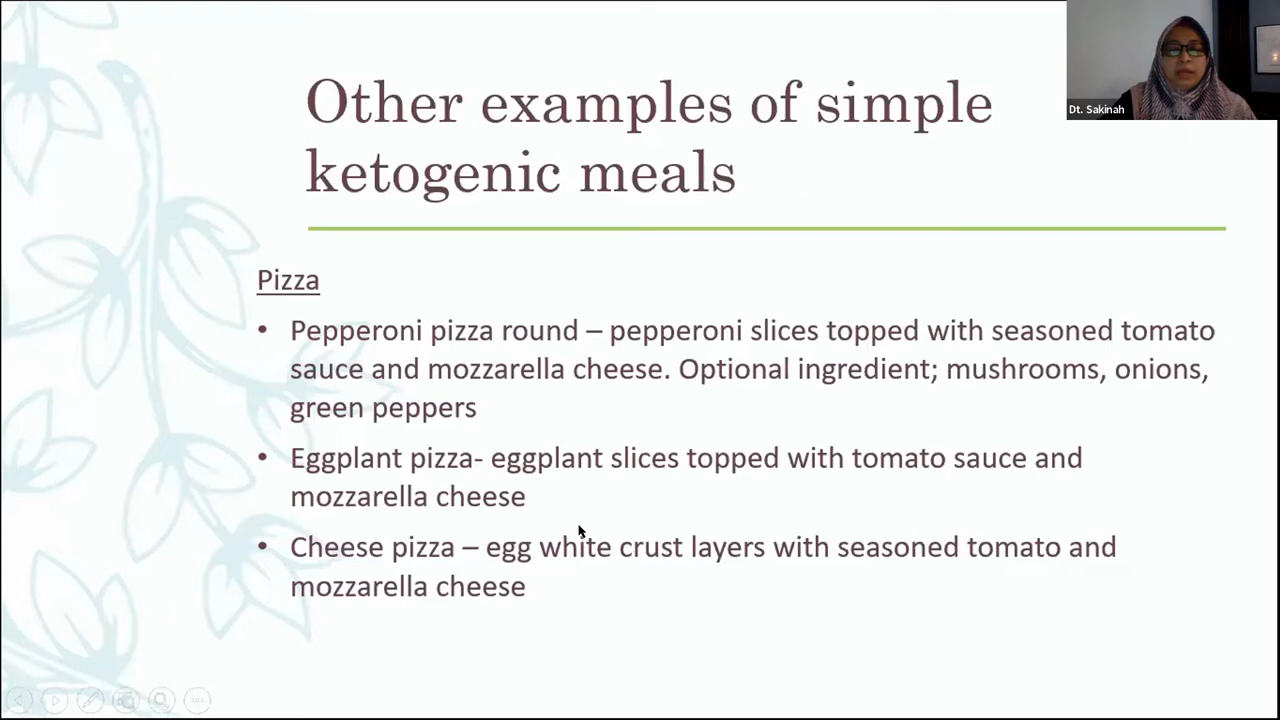 Other examples of simple
ketogenic meals
Dt. Sakinah
Pizza
• Pepperoni pizza round – pepperoni slices topped with seasoned tomato
sauce and mozzarella cheese. Optional ingredient; mushrooms, onions,
green peppers
• Eggplant pizza- eggplant slices topped with tomato sauce and
mozzarella cheese
• Cheese pizza – egg white crust layers with seasoned tomato and
mozzarella cheese